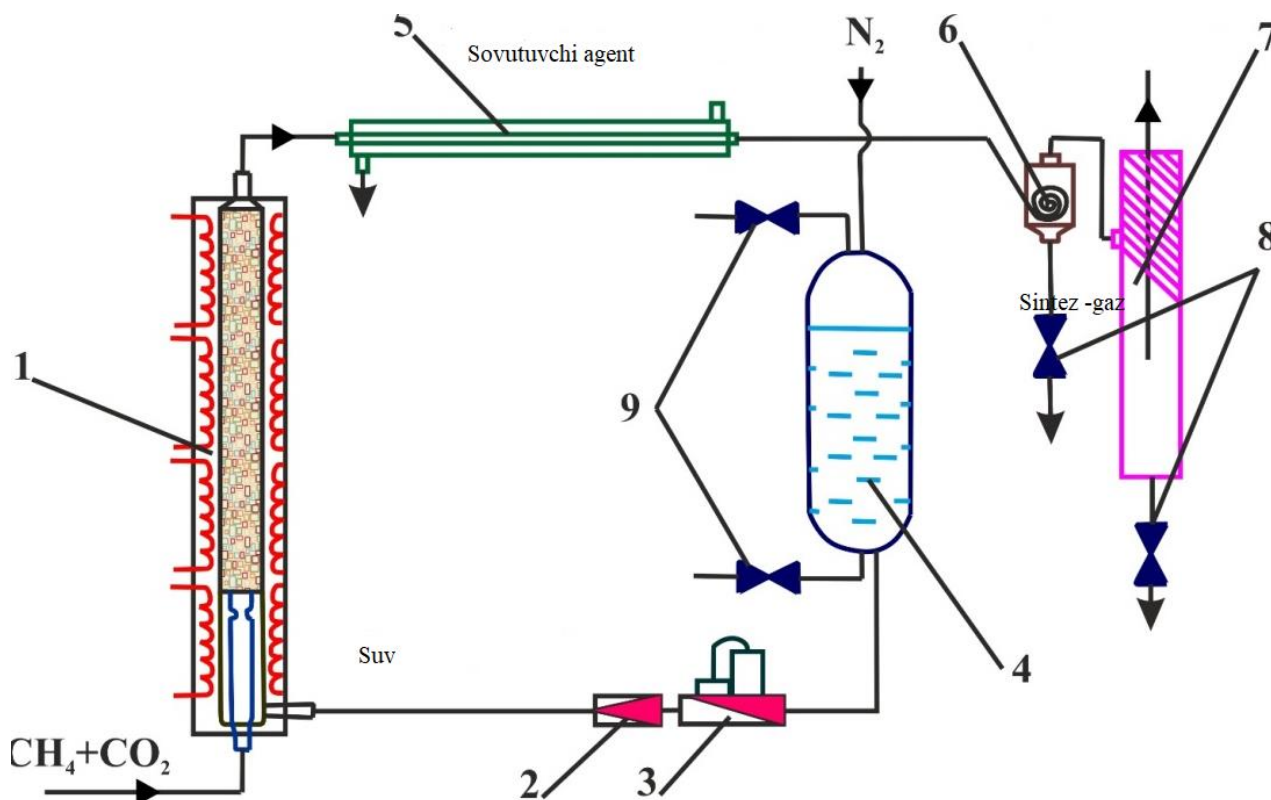 5
Sovutuvchi agent
N₂
6
7
8
Sintez -gaz
1
9
4
Suv
CH₄+CO₂
2
3